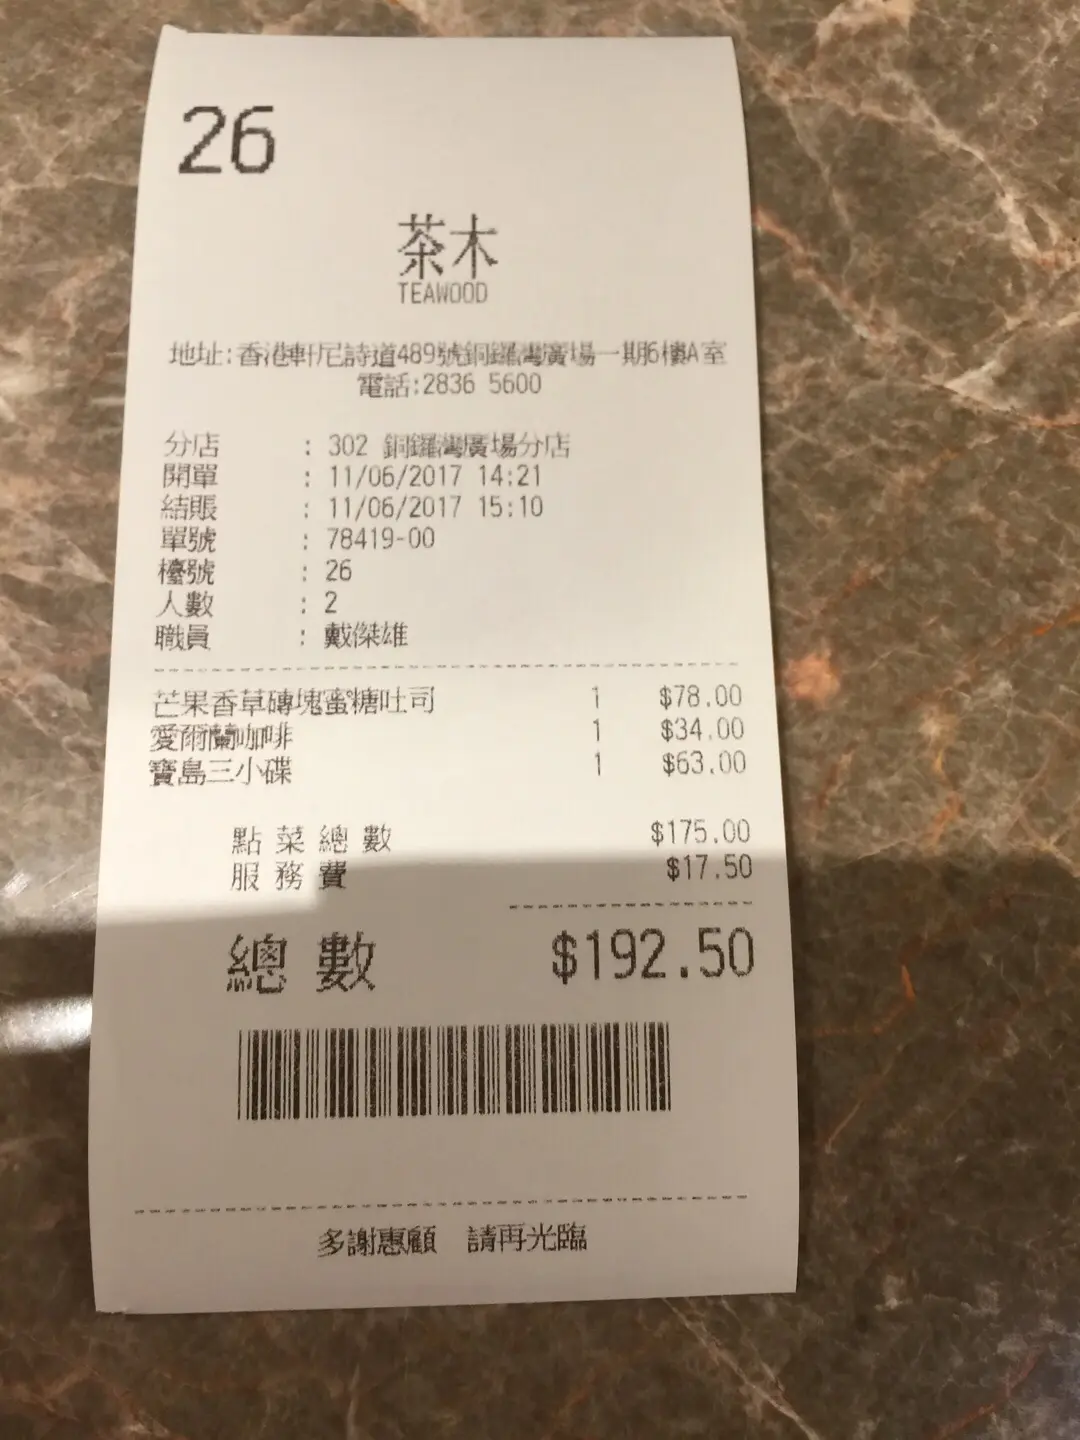 26
茶木
TEAWOOD
地址:香港軒尼詩道489號銅鑼灣廣場一期6樓A室
電話:2836 5600
分店 : 302 銅鑼灣廣場分店
開單 : 11/06/2017 14:21
結賬 : 11/06/2017 15:10
單號 : 78419-00
檯號 : 26
人數 : 2
職員 : 戴傑雄
芒果香草磚塊蜜糖吐司 1 $78.00
愛爾蘭咖啡 1 $34.00
寶島三小碟 1 $63.00
點菜總數 $175.00
服務費 $17.50
總數 $192.50
多謝惠顧 請再光臨